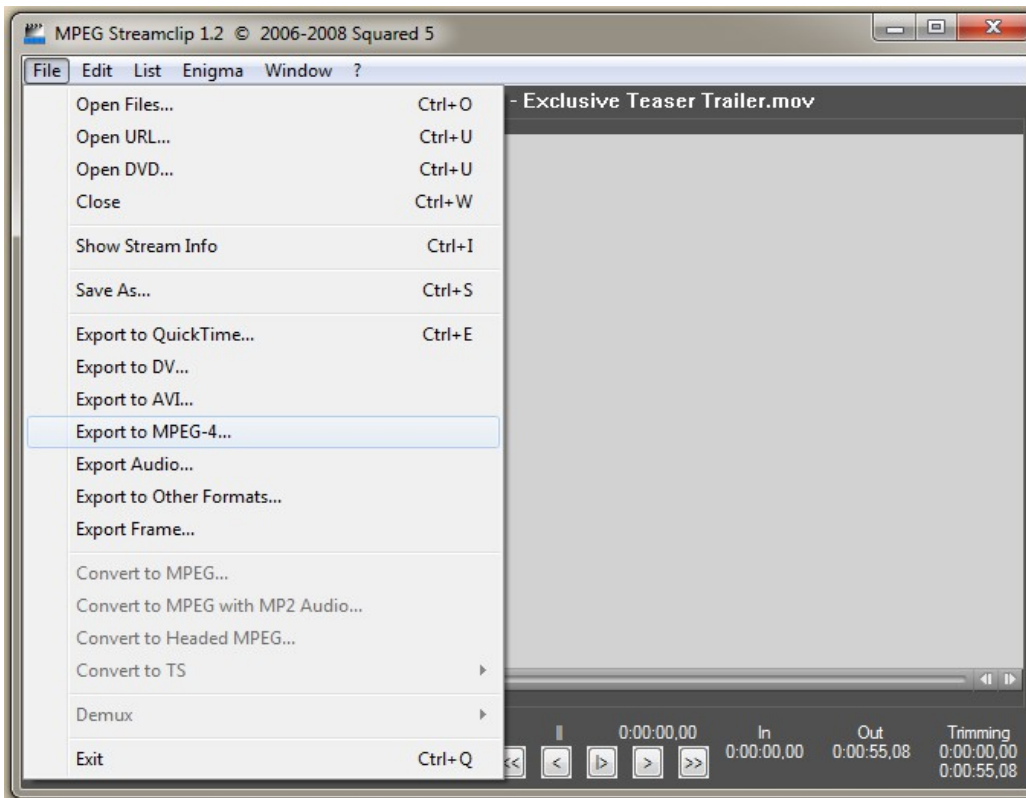 MPEG Streamclip 1.2 © 2006-2008 Squared 5
File Edit List Enigma Window ?
- Exclusive Teaser Trailer.mov
Open Files... Ctrl+O
Open URL... Ctrl+U
Open DVD... Ctrl+U
Close Ctrl+W
Show Stream Info Ctrl+I
Save As... Ctrl+S
Export to QuickTime... Ctrl+E
Export to DV...
Export to AVI...
Export to MPEG-4...
Export Audio...
Export to Other Formats...
Export Frame...
Convert to MPEG...
Convert to MPEG with MP2 Audio...
Convert to Headed MPEG...
Convert to TS
Demux
Exit Ctrl+Q
0:00:00,00 In Out Trimming
0:00:00,00 0:00:55,08 0:00:00,00
0:00:55,08